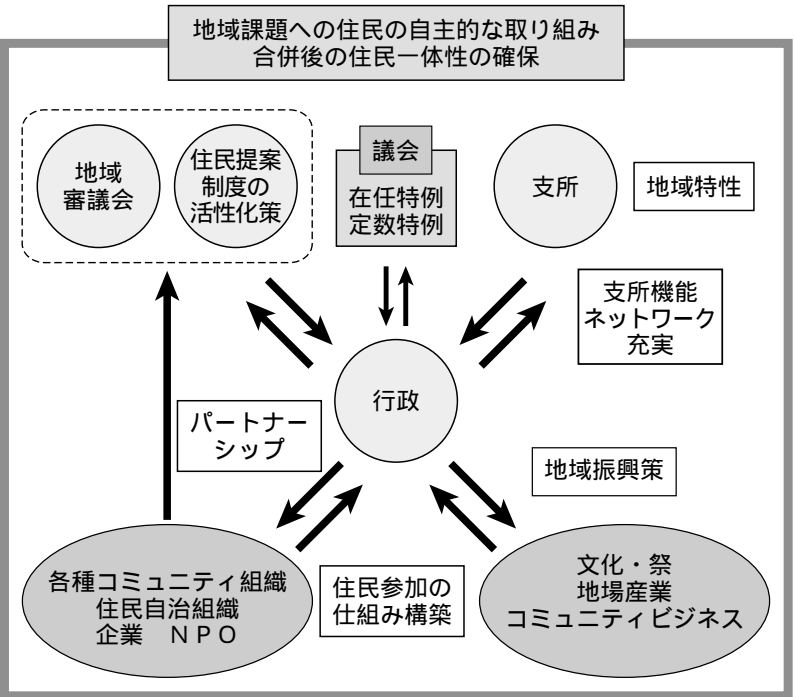 地域課題への住民の自主的な取り組み
合併後の住民一体性の確保
地域
審議会
住民提案
制度の
活性化策
議会
在任特例
定数特例
支所
地域特性
支所機能
ネットワーク
充実
行政
パートナー
シップ
地域振興策
各種コミュニティ組織
住民自治組織
企業　ＮＰＯ
住民参加の
仕組み構築
文化・祭
地場産業
コミュニティビジネス